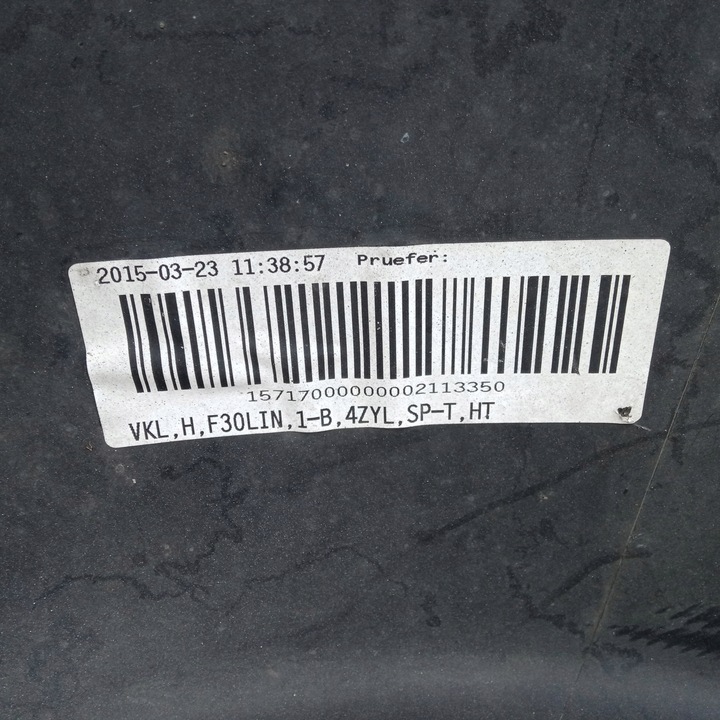 2015-03-23 11:38:57 Pruefer:
15717000000002113350
VKL,H,F30LIN,1-B,4ZYL,SP-T,HT